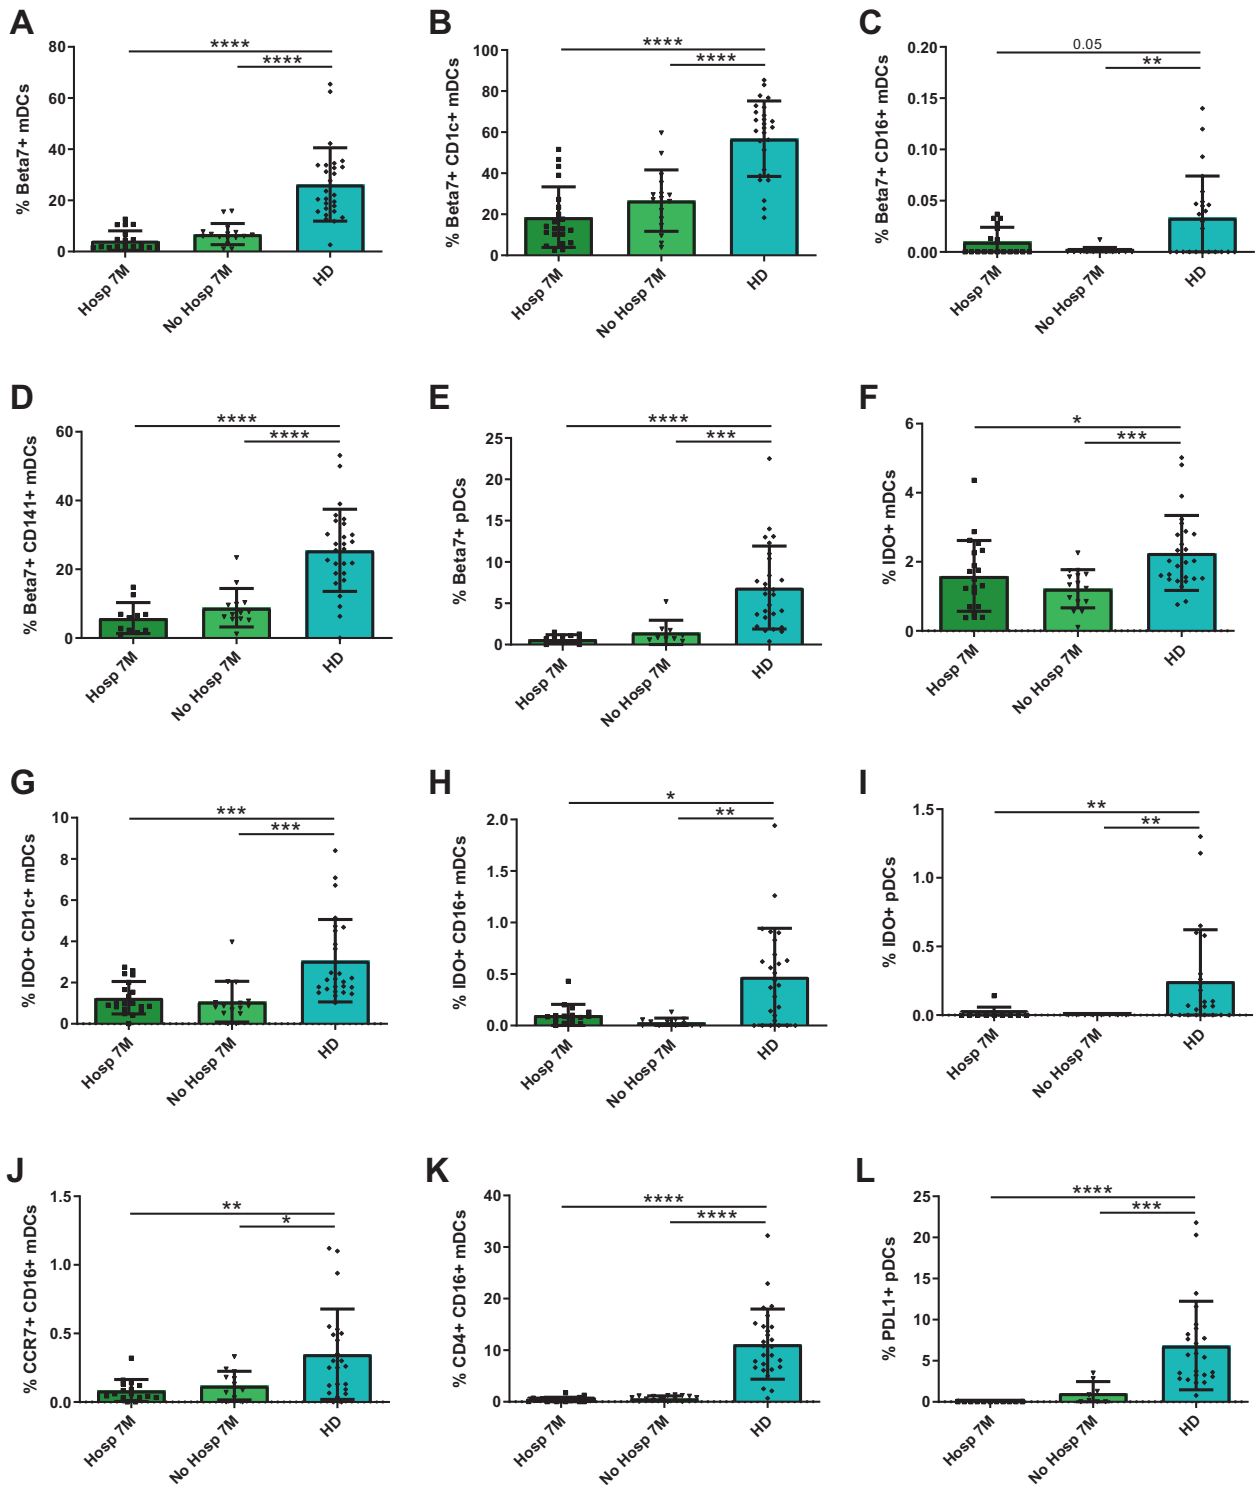 A
% Beta7+ mDCs
80
60
40
20
0
****
****
Hosp 7M
No Hosp 7M
HD
B
% Beta7+ CD1c+ mDCs
100
80
60
40
20
0
****
****
Hosp 7M
No Hosp 7M
HD
C
% Beta7+ CD16+ mDCs
0.20
0.15
0.10
0.05
0.00
0.05
**
Hosp 7M
No Hosp 7M
HD
D
% Beta7+ CD141+ mDCs
60
40
20
0
****
****
Hosp 7M
No Hosp 7M
HD
E
% Beta7+ pDCs
25
20
15
10
5
0
****
***
Hosp 7M
No Hosp 7M
HD
F
% IDO+ mDCs
6
4
2
0
*
***
Hosp 7M
No Hosp 7M
HD
G
% IDO+ CD1c+ mDCs
10
8
6
4
2
0
***
***
Hosp 7M
No Hosp 7M
HD
H
% IDO+ CD16+ mDCs
2.0
1.5
1.0
0.5
0.0
*
**
Hosp 7M
No Hosp 7M
HD
I
% IDO+ pDCs
1.5
1.0
0.5
0.0
**
**
Hosp 7M
No Hosp 7M
HD
J
% CCR7+ CD16+ mDCs
1.5
1.0
0.5
0.0
**
*
Hosp 7M
No Hosp 7M
HD
K
% CD4+ CD16+ mDCs
40
30
20
10
0
****
****
Hosp 7M
No Hosp 7M
HD
L
% PDL1+ pDCs
25
20
15
10
5
0
****
***
Hosp 7M
No Hosp 7M
HD